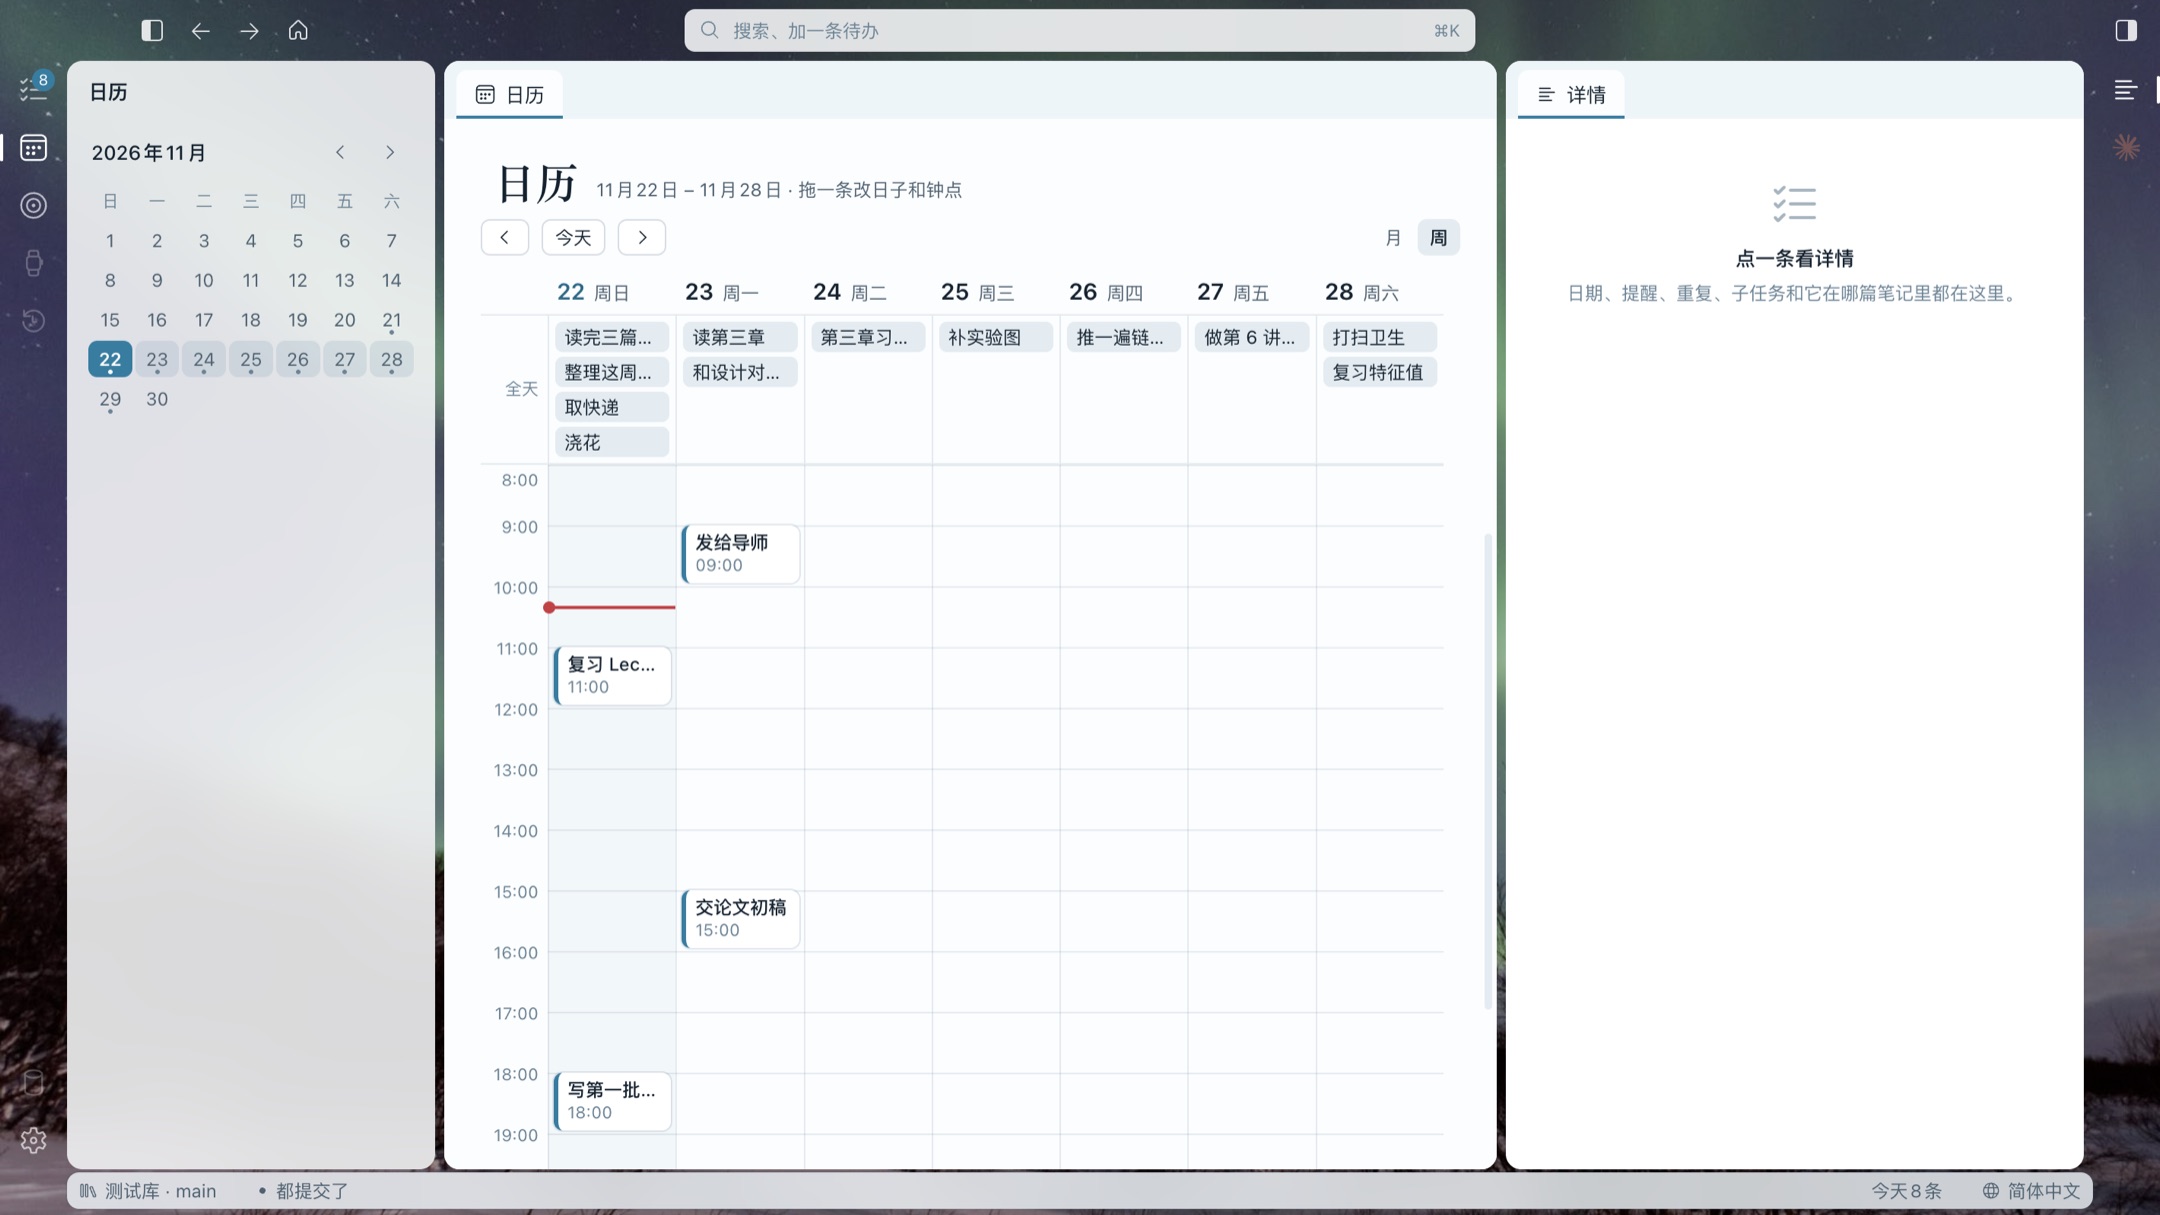 搜索、加一条待办 ⌘K
8
日历
2026年11月
日 一 二 三 四 五 六
1 2 3 4 5 6 7
8 9 10 11 12 13 14
15 16 17 18 19 20 21
22 23 24 25 26 27 28
29 30
日历
日历 11月22日 – 11月28日 · 拖一条改日子和钟点
今天
月 周
22 周日 23 周一 24 周二 25 周三 26 周四 27 周五 28 周六
全天
读完三篇... 读第三章 第三章习... 补实验图 推一遍链... 做第 6 讲... 打扫卫生
整理这周... 和设计对... 复习特征值
取快递
浇花
8:00
9:00
发给导师
09:00
10:00
11:00
复习 Lec...
11:00
12:00
13:00
14:00
15:00
交论文初稿
15:00
16:00
17:00
18:00
写第一批...
18:00
19:00
详情
点一条看详情
日期、提醒、重复、子任务和它在哪篇笔记里都在这里。
测试库 · main • 都提交了
今天8条 简体中文